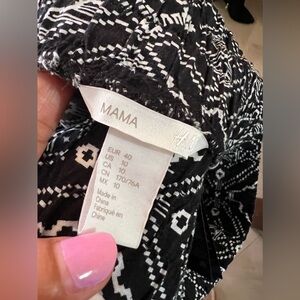 MAMA
EUR 40
US 10
CA 10
CN 170/76A
MX 10
Made in
China
Fabriqué en
Chine